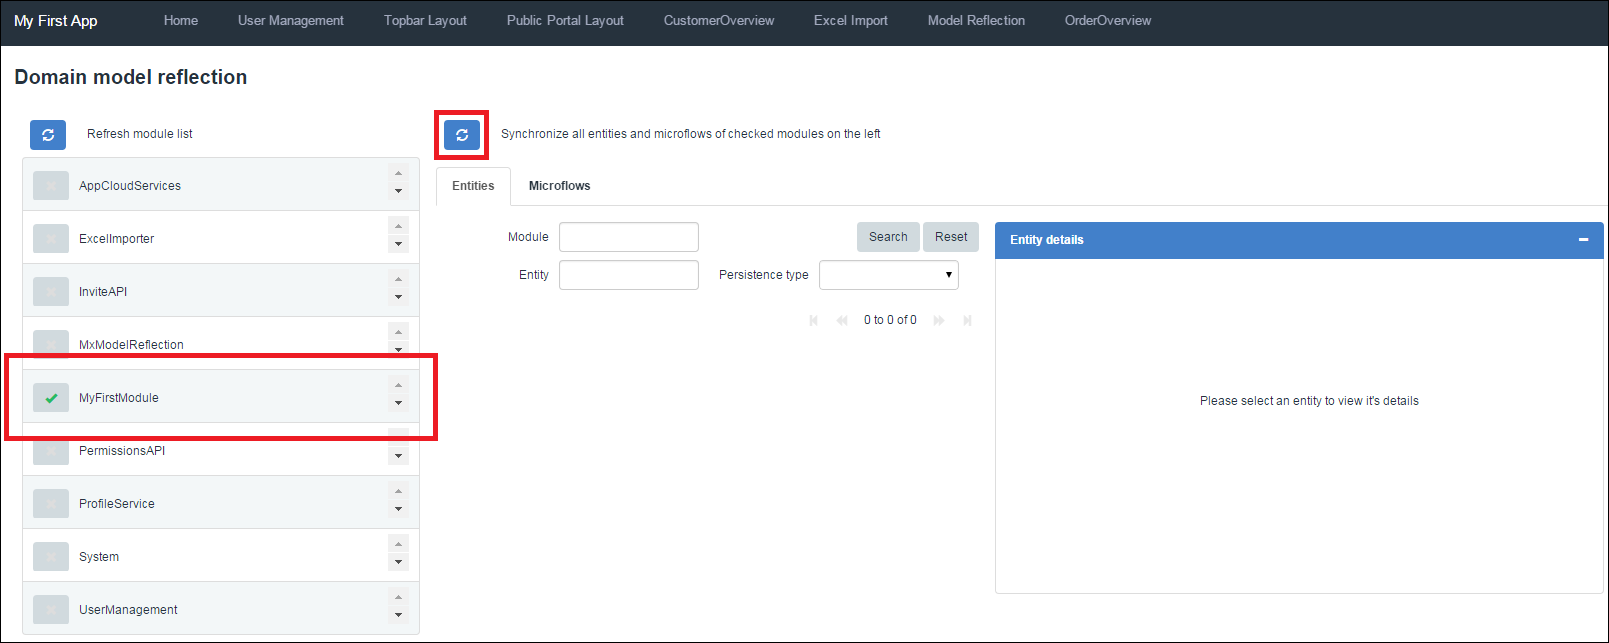 My First App Home User Management Topbar Layout Public Portal Layout CustomerOverview Excel Import Model Reflection OrderOverview
Domain model reflection
Refresh module list
Synchronize all entities and microflows of checked modules on the left
AppCloudServices
ExcelImporter
InviteAPI
MxModelReflection
MyFirstModule
PermissionsAPI
ProfileService
System
UserManagement
Entities Microflows
Module Search Reset
Entity Persistence type
0 to 0 of 0
Entity details
Please select an entity to view it's details